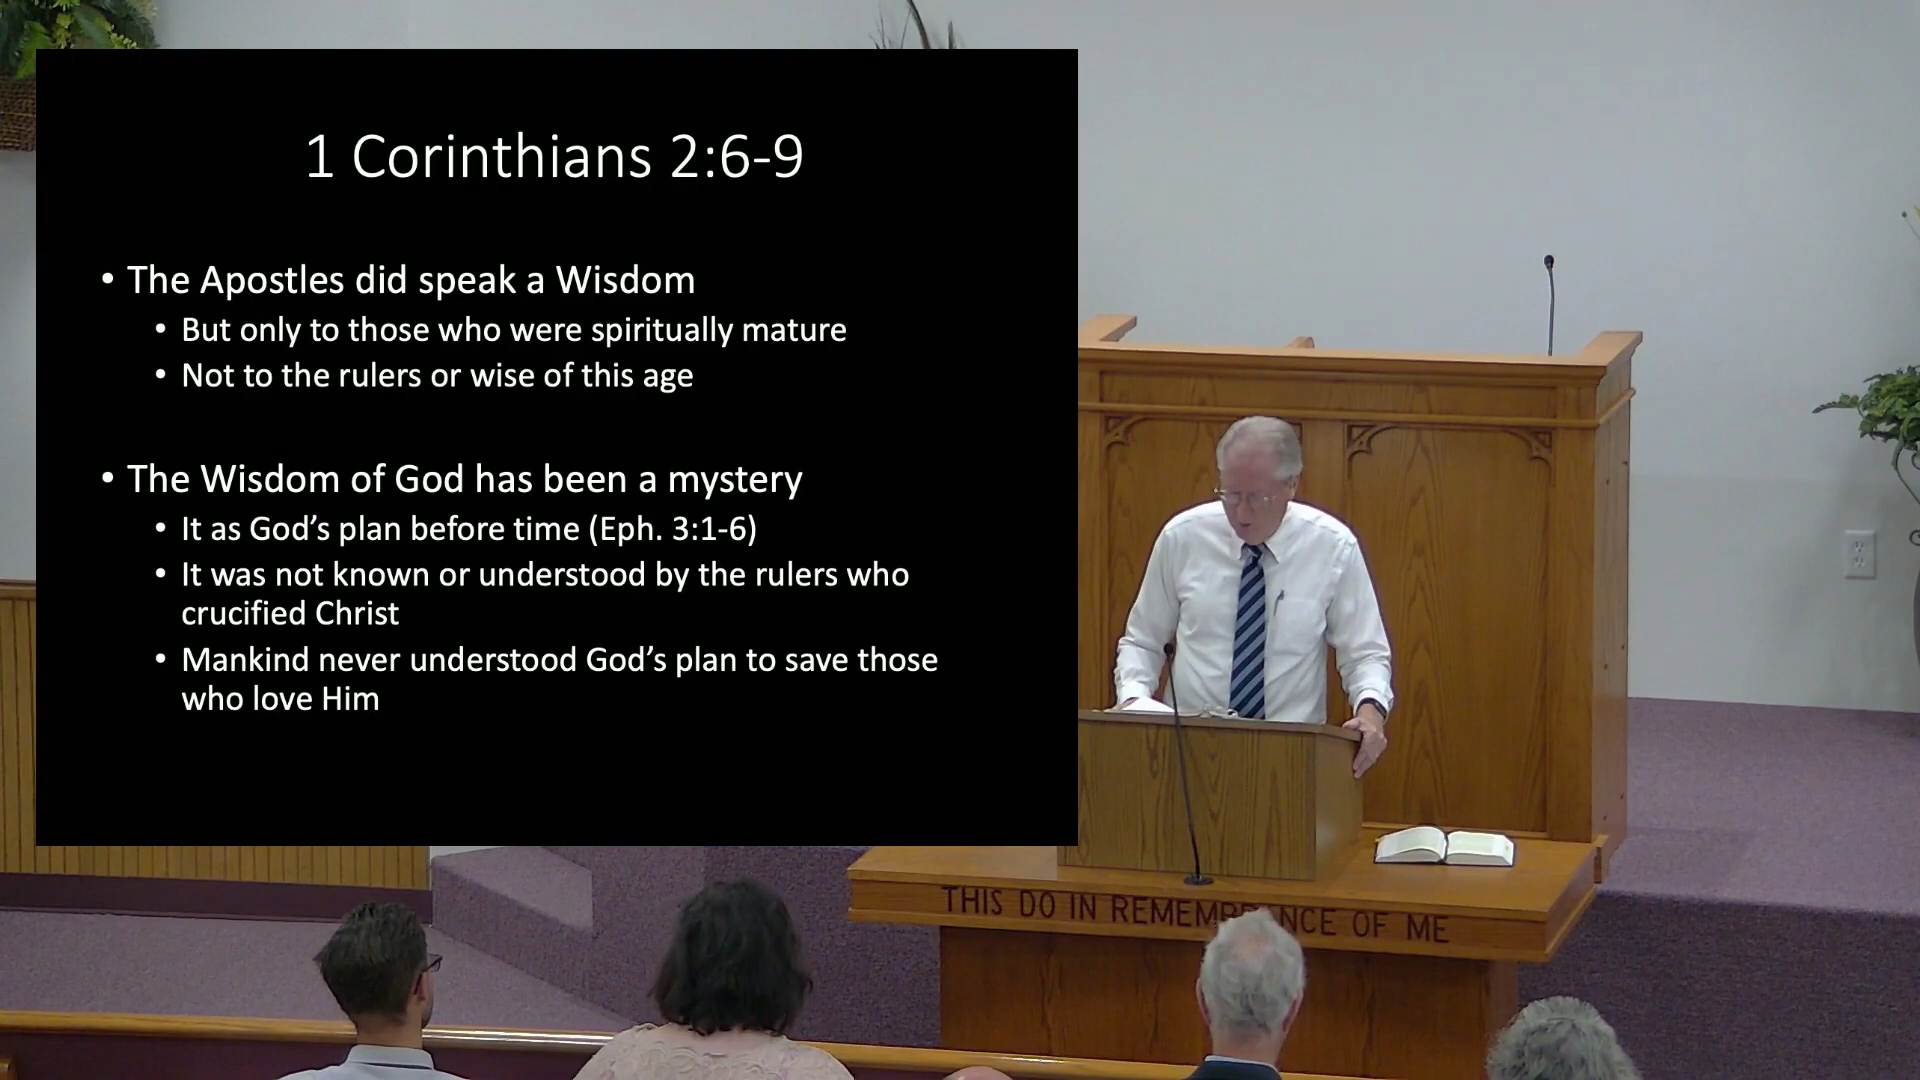 1 Corinthians 2:6-9
• The Apostles did speak a Wisdom
• But only to those who were spiritually mature
• Not to the rulers or wise of this age
• The Wisdom of God has been a mystery
• It as God’s plan before time (Eph. 3:1-6)
• It was not known or understood by the rulers who
crucified Christ
• Mankind never understood God’s plan to save those
who love Him
THIS DO IN REMEMBRANCE OF ME